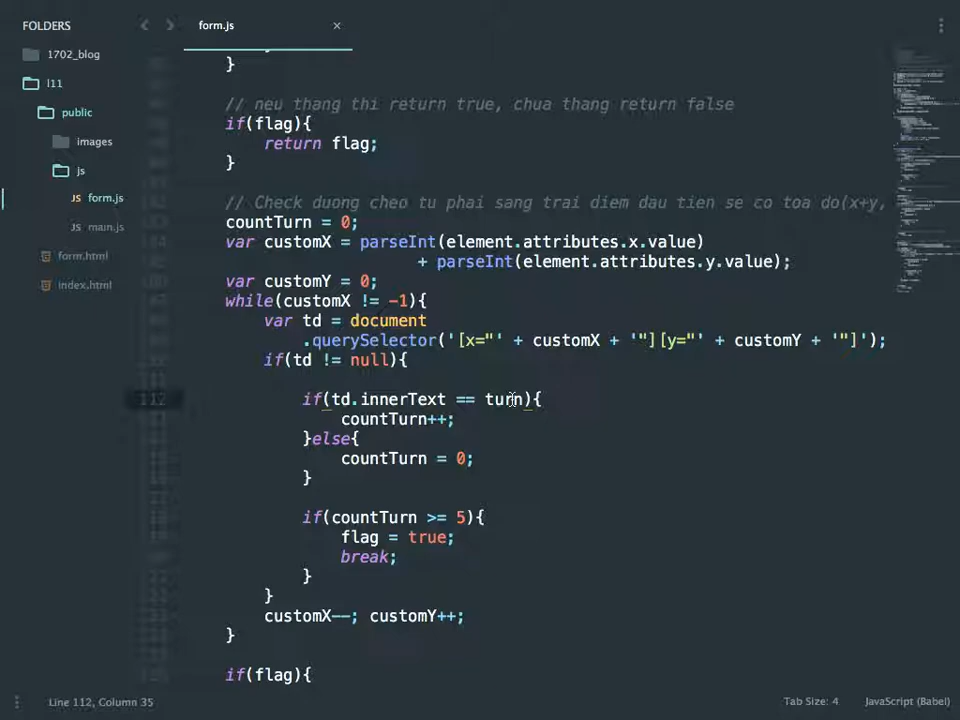 FOLDERS
1702_blog
l11
public
images
js
JS form.js
JS main.js
form.html
index.html
form.js ×
}
// neu thang thi return true, chua thang return false
if(flag){
return flag;
}
// Check duong cheo tu phai sang trai diem dau tien se co toa do(x+y,
countTurn = 0;
var customX = parseInt(element.attributes.x.value)
+ parseInt(element.attributes.y.value);
var customY = 0;
while(customX != -1){
var td = document
.querySelector('[x="' + customX + '"][y="' + customY + '"]');
if(td != null){
112 if(td.innerText == turn){
countTurn++;
}else{
countTurn = 0;
}
if(countTurn >= 5){
flag = true;
break;
}
}
customX--; customY++;
}
if(flag){
Line 112, Column 35
Tab Size: 4
JavaScript (Babel)